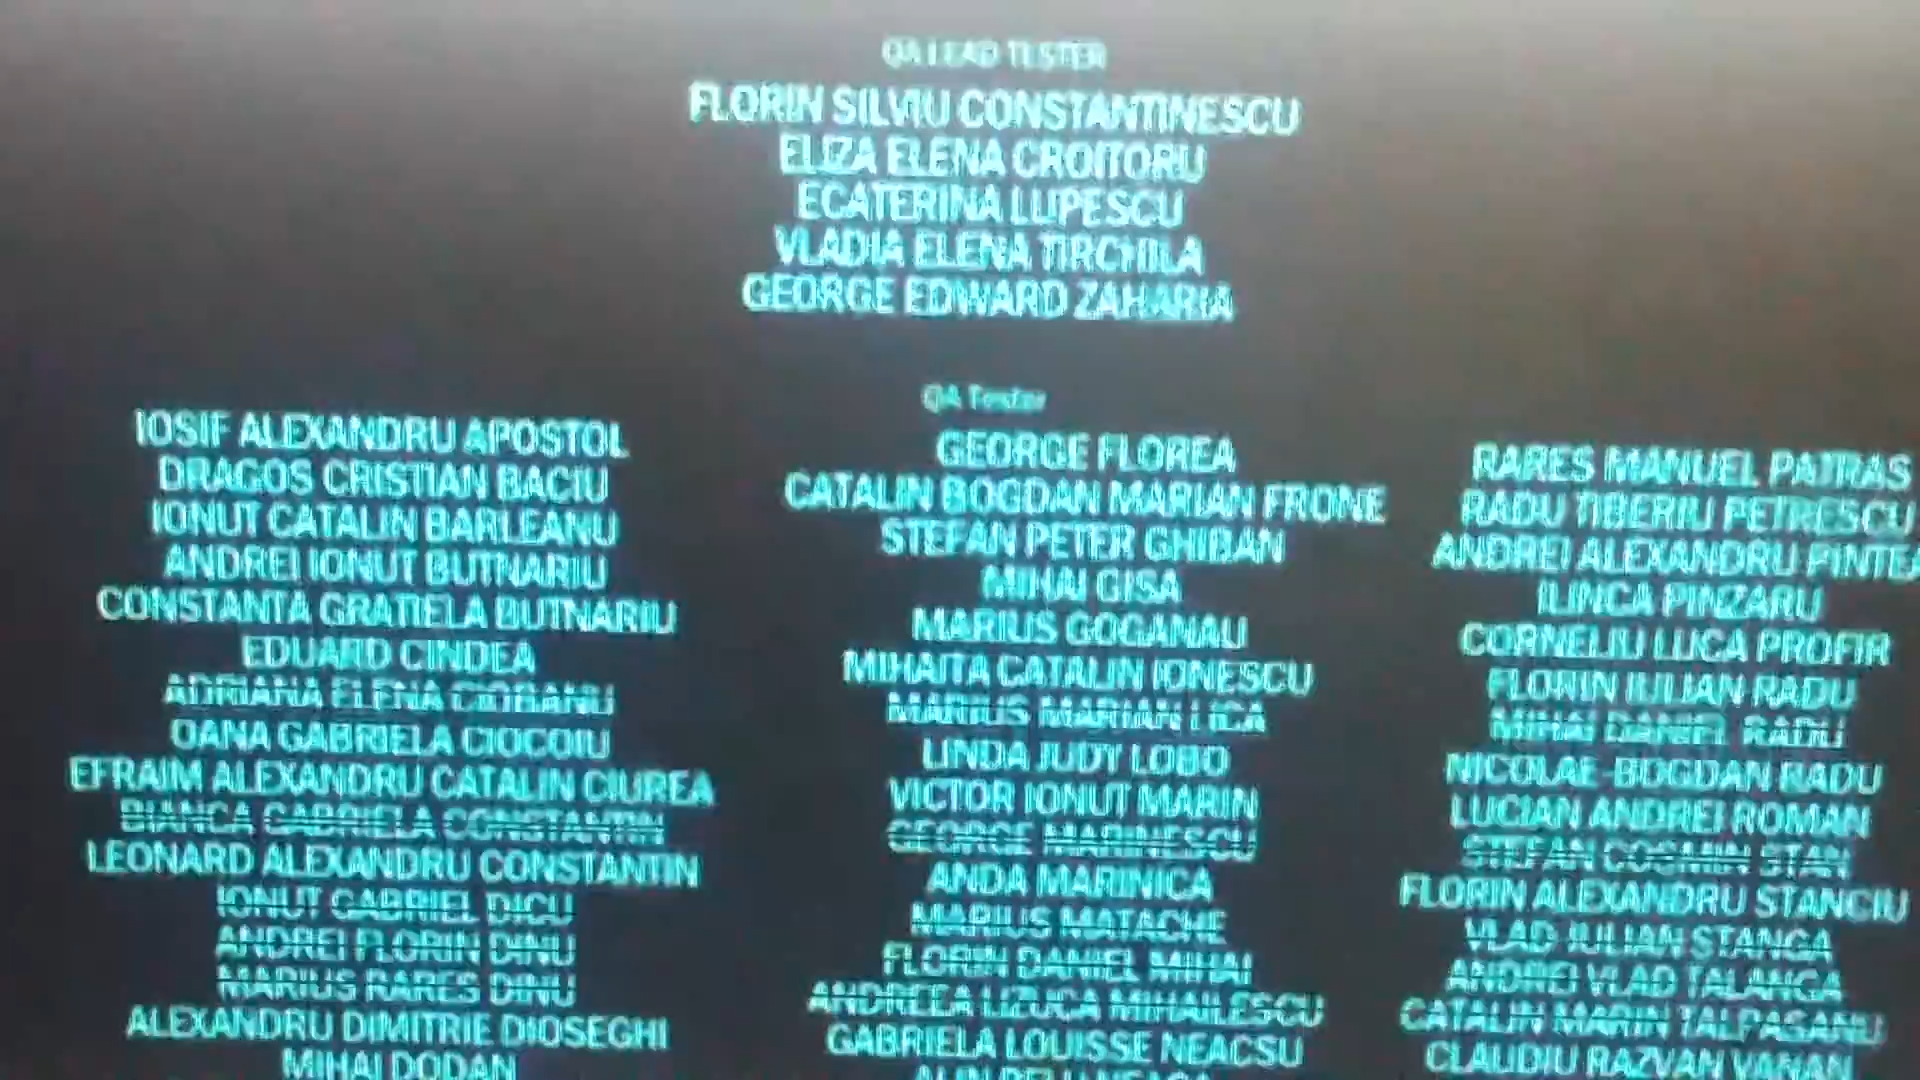 QA LEAD TESTER
FLORIN SILVIU CONSTANTINESCU
ELIZA ELENA CROITORU
ECATERINA LUPESCU
VLADIA ELENA TIRCHILA
GEORGE EDWARD ZAHARIA
QA Tester
IOSIF ALEXANDRU APOSTOL
DRAGOS CRISTIAN BACIU
IONUT CATALIN BARLEANU
ANDREI IONUT BUTNARIU
CONSTANTA GRATIELA BUTNARIU
EDUARD CINDEA
ADRIANA ELENA CIOBANU
OANA GABRIELA CIOCOIU
EFRAIM ALEXANDRU CATALIN CIUREA
BIANCA GABRIELA CONSTANTIN
LEONARD ALEXANDRU CONSTANTIN
IONUT GABRIEL DICU
ANDREI FLORIN DINU
MARIUS RARES DINU
ALEXANDRU DIMITRIE DIOSEGHI
MIHAI DODAN
GEORGE FLOREA
CATALIN BOGDAN MARIAN FRONE
STEFAN PETER GHIBAN
MIHAI GISA
MARIUS GOGANAU
MIHAITA CATALIN IONESCU
MARIUS MARIAN LICA
LINDA JUDY LOBO
VICTOR IONUT MARIN
GEORGE MARINESCU
ANDA MARINICA
MARIUS MATACHE
FLORIN DANIEL MIHAI
ANDREEA LIZUCA MIHAILESCU
GABRIELA LOUISSE NEACSU
RARES MANUEL PATRAS
RADU TIBERIU PETRESCU
ANDREI ALEXANDRU PINTEA
ILINCA PINZARU
CORNELIU LUCA PROFIR
FLORIN IULIAN RADU
MIHAI DANIEL RADU
NICOLAE-BOGDAN RADU
LUCIAN ANDREI ROMAN
STEFAN COSMIN STAN
FLORIN ALEXANDRU STANCIU
VLAD IULIAN STANGA
ANDREI VLAD TALANGA
CATALIN MARIN TALPASANU
CLAUDIU RAZVAN VANAN